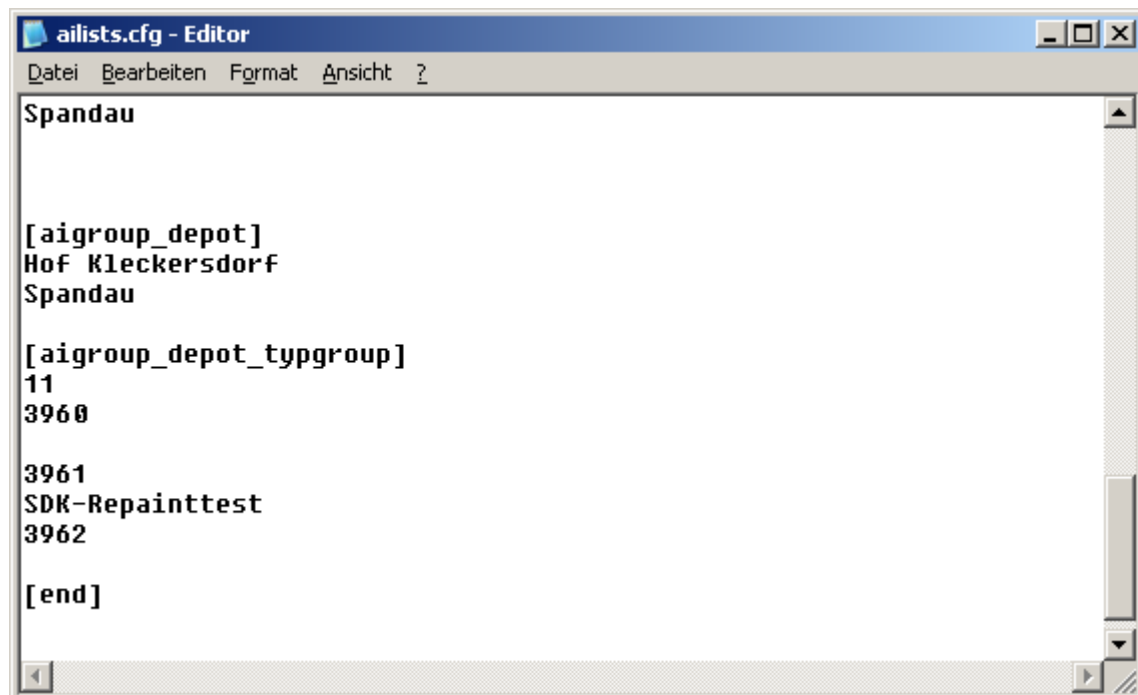 ailists.cfg - Editor
Datei Bearbeiten Format Ansicht ?
Spandau
[aigroup_depot]
Hof Kleckersdorf
Spandau
[aigroup_depot_typgroup]
11
3960
3961
SDK-Repainttest
3962
[end]